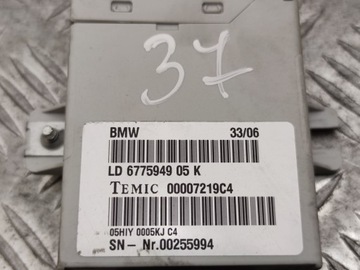 37
BMW 33/06
LD 6775949 05 K
TEMIC 00007219C4
05HIY 0005KJ C4
SN- Nr.00255994